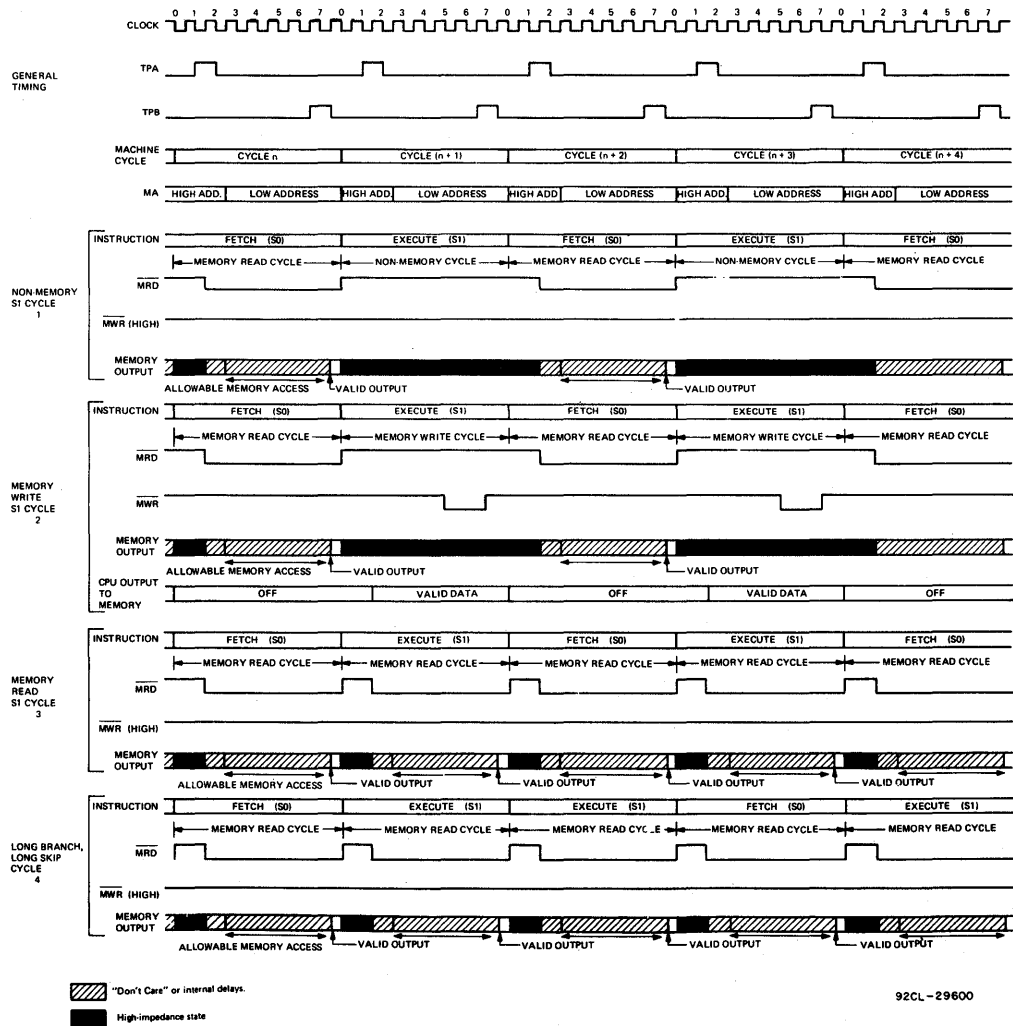 0 1 2 3 4 5 6 7 0 1 2 3 4 5 6 7 0 1 2 3 4 5 6 7 0 1 2 3 4 5 6 7 0 1 2 3 4 5 6 7
CLOCK
GENERAL
TIMING
TPA
TPB
MACHINE
CYCLE
CYCLE n CYCLE (n + 1) CYCLE (n + 2) CYCLE (n + 3) CYCLE (n + 4)
MA HIGH ADD. LOW ADDRESS HIGH ADD. LOW ADDRESS HIGH ADD LOW ADDRESS HIGH ADD. LOW ADDRESS HIGH ADD LOW ADDRESS
NON-MEMORY
S1 CYCLE
1
INSTRUCTION FETCH (S0) EXECUTE (S1) FETCH (S0) EXECUTE (S1) FETCH (S0)
MEMORY READ CYCLE NON-MEMORY CYCLE MEMORY READ CYCLE NON-MEMORY CYCLE MEMORY READ CYCLE
MRD
MWR (HIGH)
MEMORY
OUTPUT
ALLOWABLE MEMORY ACCESS VALID OUTPUT VALID OUTPUT
MEMORY
WRITE
S1 CYCLE
2
INSTRUCTION FETCH (S0) EXECUTE (S1) FETCH (S0) EXECUTE (S1) FETCH (S0)
MEMORY READ CYCLE MEMORY WRITE CYCLE MEMORY READ CYCLE MEMORY WRITE CYCLE MEMORY READ CYCLE
MRD
MWR
MEMORY
OUTPUT
ALLOWABLE MEMORY ACCESS VALID OUTPUT VALID OUTPUT
CPU OUTPUT
TO
MEMORY
OFF VALID DATA OFF VALID DATA OFF
MEMORY
READ
S1 CYCLE
3
INSTRUCTION FETCH (S0) EXECUTE (S1) FETCH (S0) EXECUTE (S1) FETCH (S0)
MEMORY READ CYCLE MEMORY READ CYCLE MEMORY READ CYCLE MEMORY READ CYCLE MEMORY READ CYCLE
MRD
MWR (HIGH)
MEMORY
OUTPUT
ALLOWABLE MEMORY ACCESS VALID OUTPUT VALID OUTPUT VALID OUTPUT VALID OUTPUT
LONG BRANCH,
LONG SKIP
CYCLE
4
INSTRUCTION FETCH (S0) EXECUTE (S1) EXECUTE (S1) FETCH (S0) EXECUTE (S1)
MEMORY READ CYCLE MEMORY READ CYCLE MEMORY READ CYCLE MEMORY READ CYCLE MEMORY READ CYCLE
MRD
MWR (HIGH)
MEMORY
OUTPUT
ALLOWABLE MEMORY ACCESS VALID OUTPUT VALID OUTPUT VALID OUTPUT VALID OUTPUT
"Don't Care" or internal delays.
High-impedance state
92CL-29600